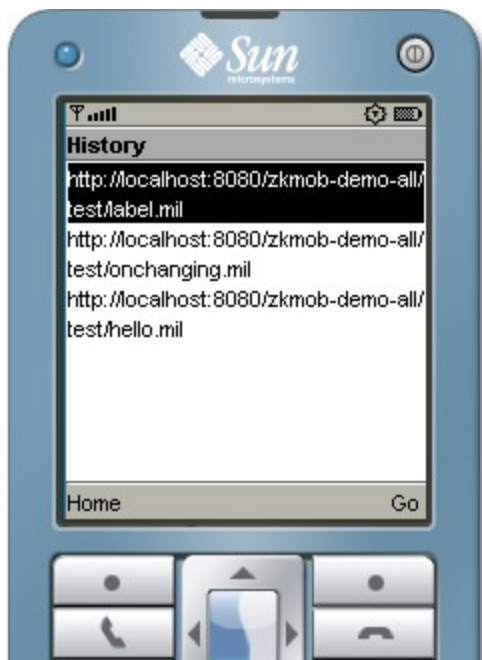 Sun
microsystems
History
http://localhost:8080/zkmob-demo-all/
test/label.mil
http://localhost:8080/zkmob-demo-all/
test/onchanging.mil
http://localhost:8080/zkmob-demo-all/
test/hello.mil
Home
Go